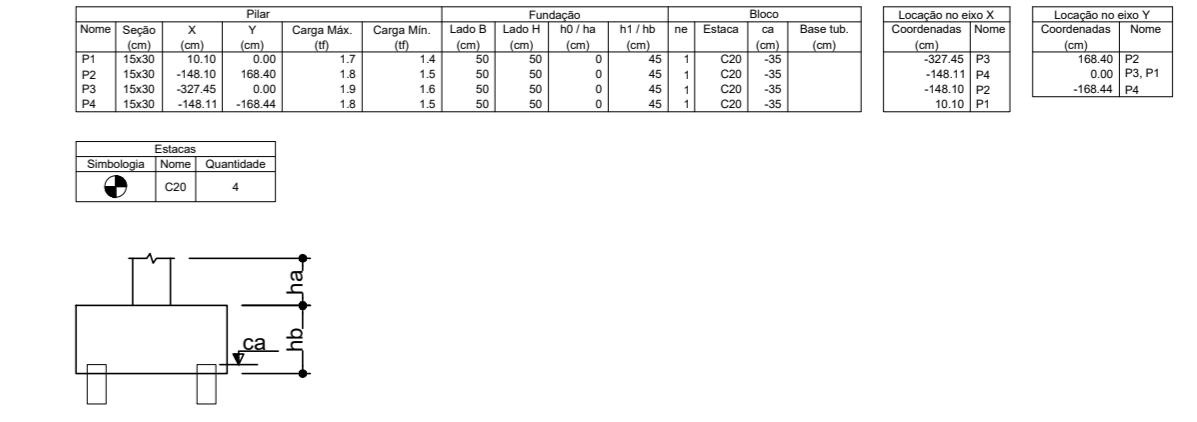 Pilar Fundação Bloco
Nome Seção X Y Carga Máx. Carga Mín. Lado B Lado H h0 / ha h1 / hb ne Estaca ca Base tub.
(cm) (cm) (cm) (tf) (tf) (cm) (cm) (cm) (cm) (cm) (cm)
P1 15x30 10.10 0.00 1.7 1.4 50 50 0 45 1 C20 -35
P2 15x30 -148.10 168.40 1.8 1.5 50 50 0 45 1 C20 -35
P3 15x30 -327.45 0.00 1.9 1.6 50 50 0 45 1 C20 -35
P4 15x30 -148.11 -168.44 1.8 1.5 50 50 0 45 1 C20 -35
Locação no eixo X
Coordenadas Nome
(cm)
-327.45 P3
-148.11 P4
-148.10 P2
10.10 P1
Locação no eixo Y
Coordenadas Nome
(cm)
168.40 P2
0.00 P3, P1
-168.44 P4
Estacas
Simbologia Nome Quantidade
C20 4
ha
hb
ca